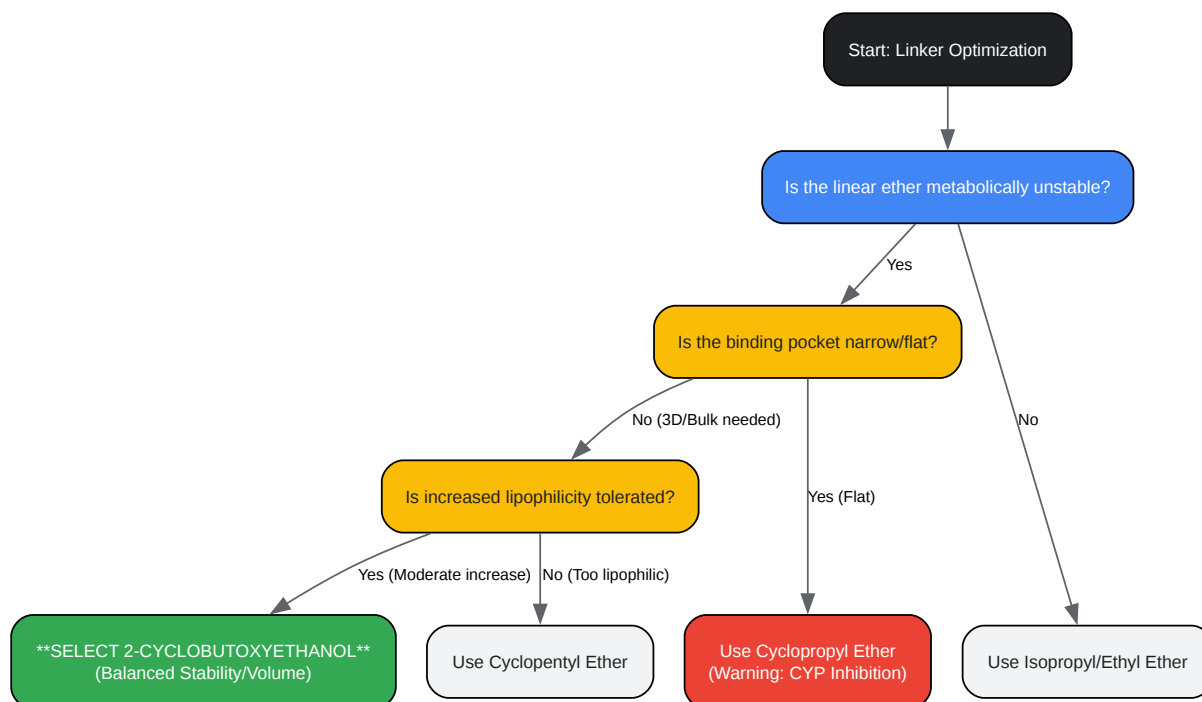 Start: Linker Optimization
Is the linear ether metabolically unstable?
Yes
Is the binding pocket narrow/flat?
No (3D/Bulk needed)
No
Is increased lipophilicity tolerated?
Yes (Flat)
Yes (Moderate increase)
No (Too lipophilic)
**SELECT 2-CYCLOBUTOXYETHANOL**
(Balanced Stability/Volume)
Use Cyclopentyl Ether
Use Cyclopropyl Ether
(Warning: CYP Inhibition)
Use Isopropyl/Ethyl Ether